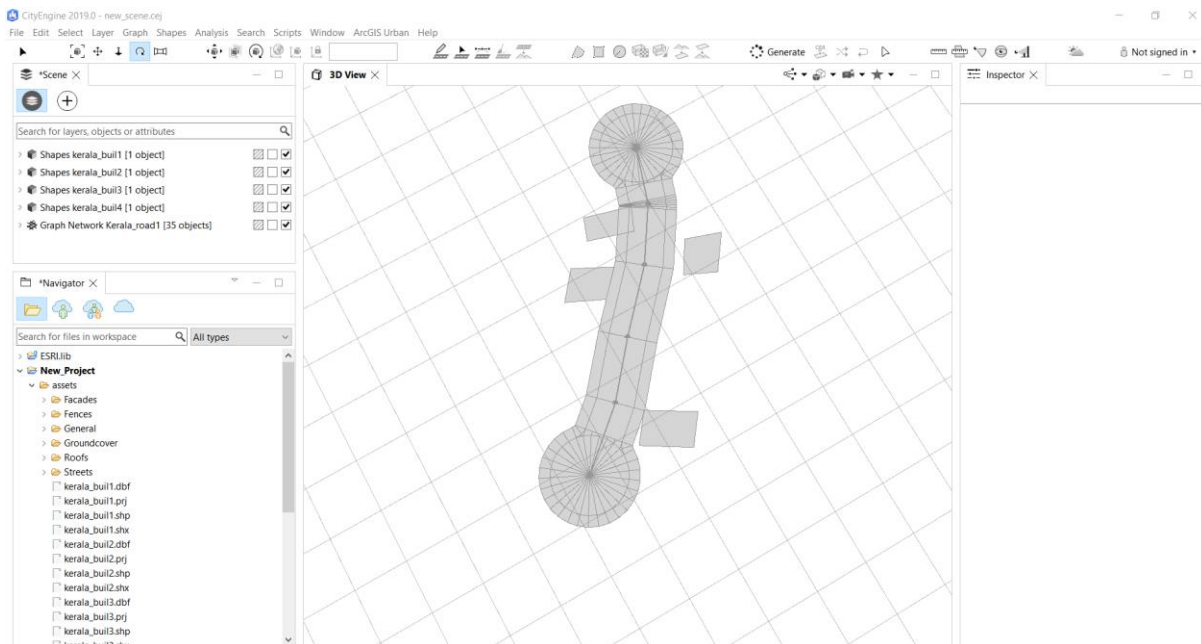 CityEngine 2019.0 - new_scene.cej
File Edit Select Layer Graph Shapes Analysis Search Scripts Window ArcGIS Urban Help
Generate
Not signed in
*Scene
Search for layers, objects or attributes
Shapes kerala_buil1 [1 object]
Shapes kerala_buil2 [1 object]
Shapes kerala_buil3 [1 object]
Shapes kerala_buil4 [1 object]
Graph Network Kerala_road1 [35 objects]
*Navigator
Search for files in workspace All types
ESRI.lib
New_Project
assets
Facades
Fences
General
Groundcover
Roofs
Streets
kerala_buil1.dbf
kerala_buil1.prj
kerala_buil1.shp
kerala_buil1.shx
kerala_buil2.dbf
kerala_buil2.prj
kerala_buil2.shp
kerala_buil2.shx
kerala_buil3.dbf
kerala_buil3.prj
kerala_buil3.shp
3D View
Inspector